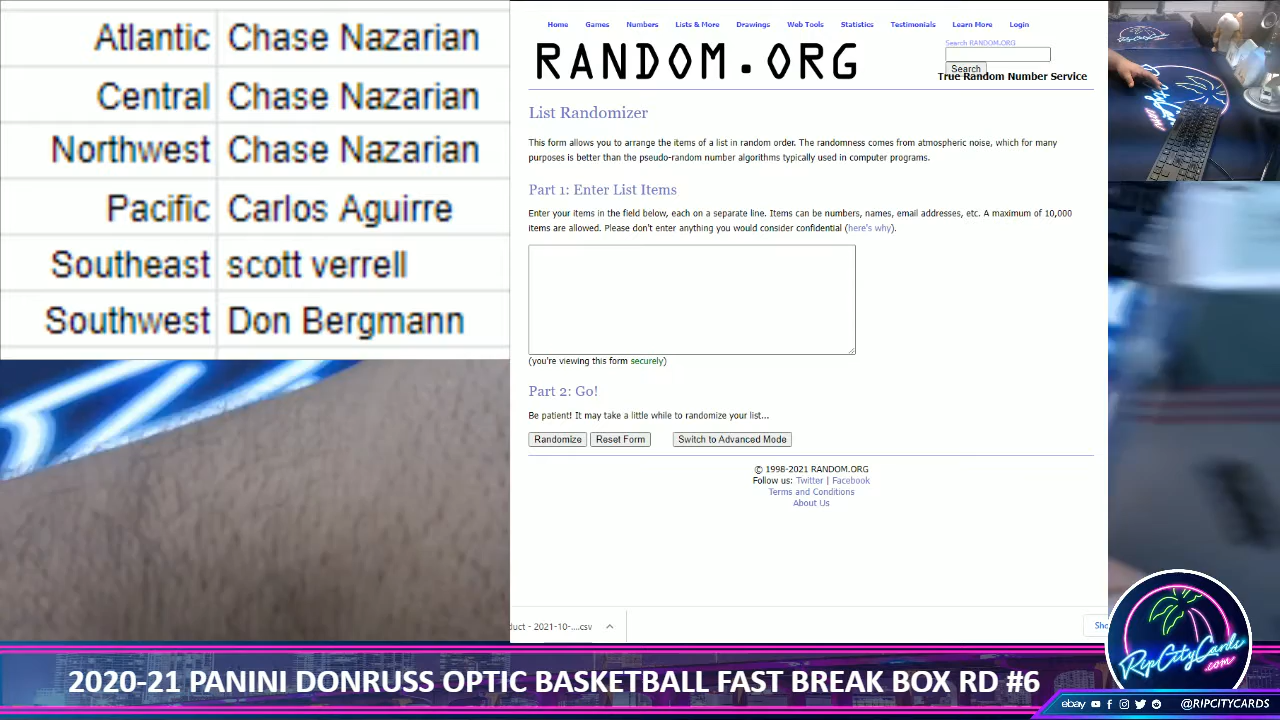 Atlantic Chase Nazarian
Central Chase Nazarian
Northwest Chase Nazarian
Pacific Carlos Aguirre
Southeast scott verrell
Southwest Don Bergmann
Home Games Numbers Lists & More Drawings Web Tools Statistics Testimonials Learn More Login
RANDOM.ORG
Search RANDOM.ORG
Search
True Random Number Service
List Randomizer
This form allows you to arrange the items of a list in random order. The randomness comes from atmospheric noise, which for many
purposes is better than the pseudo-random number algorithms typically used in computer programs.
Part 1: Enter List Items
Enter your items in the field below, each on a separate line. Items can be numbers, names, email addresses, etc. A maximum of 10,000
items are allowed. Please don't enter anything you would consider confidential (here's why).
(you're viewing this form securely)
Part 2: Go!
Be patient! It may take a little while to randomize your list...
Randomize Reset Form Switch to Advanced Mode
© 1998-2021 RANDOM.ORG
Follow us: Twitter | Facebook
Terms and Conditions
About Us
duct - 2021-10-....csv
2020-21 PANINI DONRUSS OPTIC BASKETBALL FAST BREAK BOX RD #6
RipCityCards
.com
ebay @RIPCITYCARDS